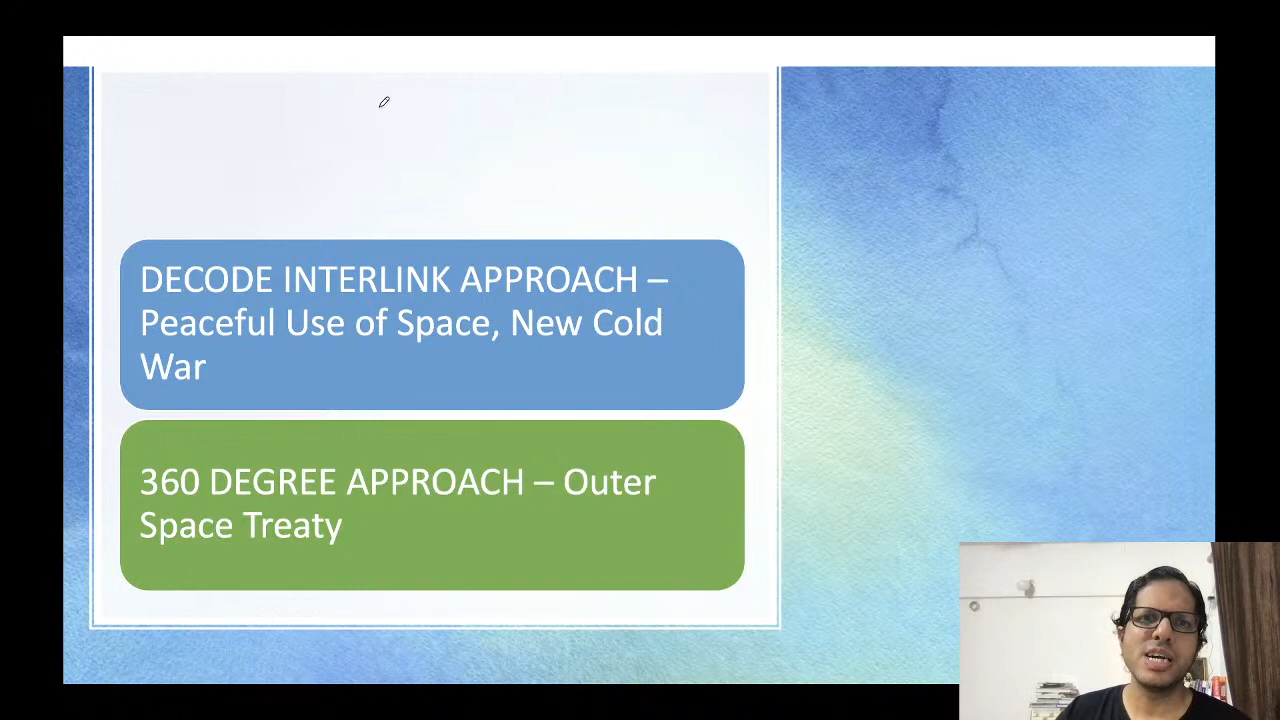 DECODE INTERLINK APPROACH –
Peaceful Use of Space, New Cold
War
360 DEGREE APPROACH – Outer
Space Treaty